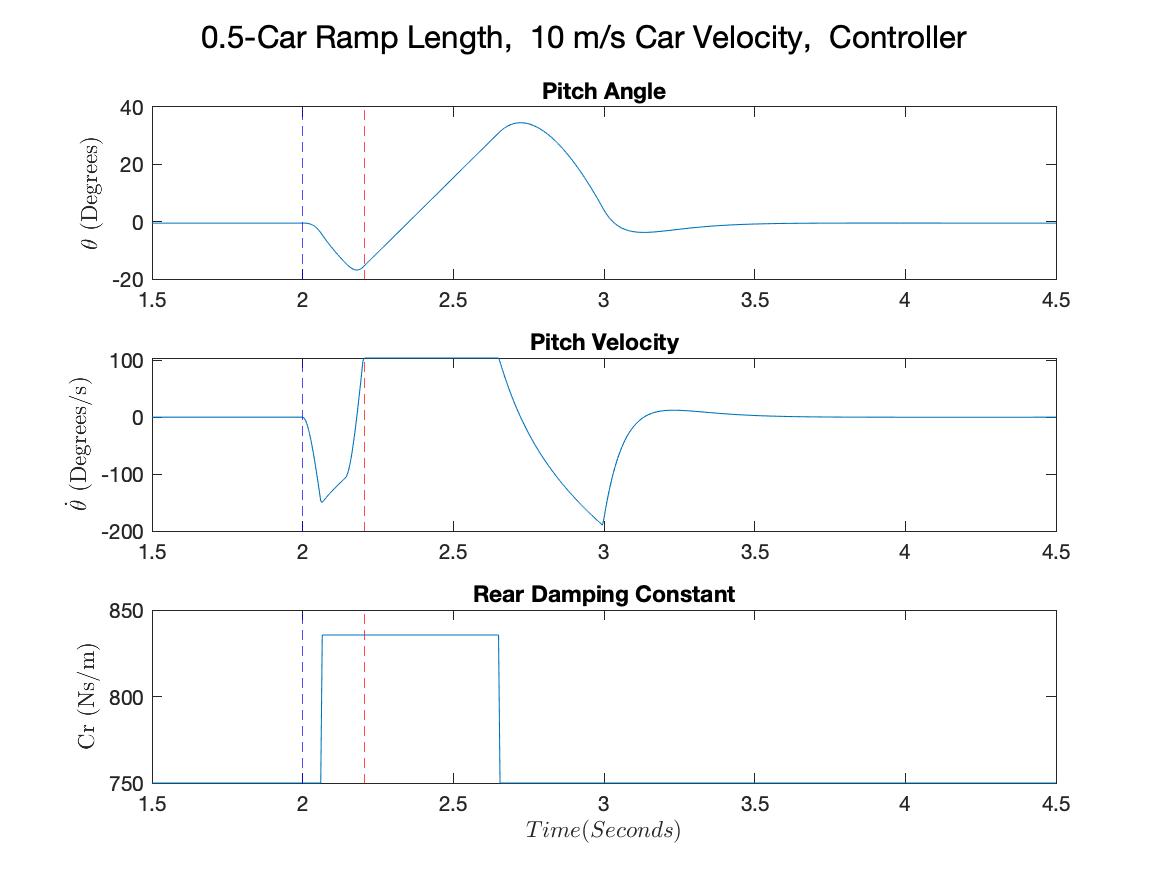 0.5-Car Ramp Length,  10 m/s Car Velocity,  Controller
Pitch Angle
40
20
0
-20
θ (Degrees)
1.5 2 2.5 3 3.5 4 4.5
Pitch Velocity
100
0
-100
-200
θ̇ (Degrees/s)
1.5 2 2.5 3 3.5 4 4.5
Rear Damping Constant
850
800
750
Cr (Ns/m)
1.5 2 2.5 3 3.5 4 4.5
Time(Seconds)